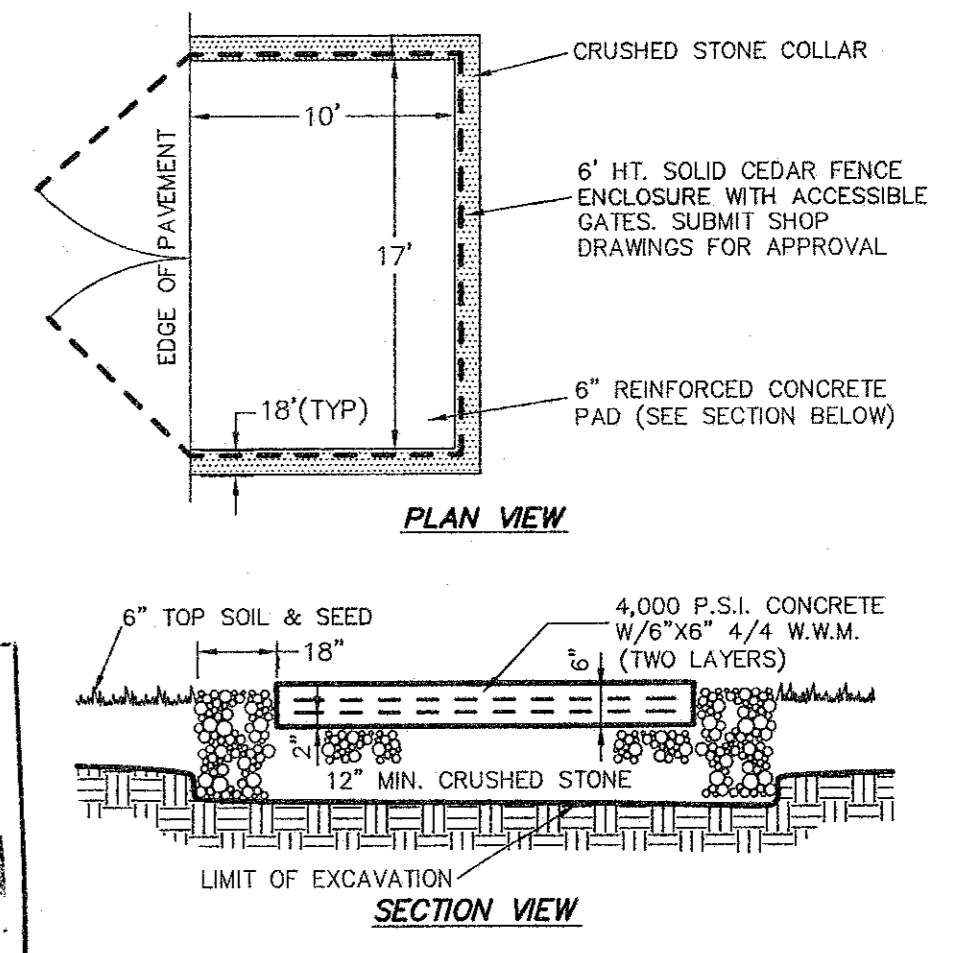 CRUSHED STONE COLLAR
10'
EDGE OF PAVEMENT
6' HT. SOLID CEDAR FENCE
ENCLOSURE WITH ACCESSIBLE
GATES. SUBMIT SHOP
DRAWINGS FOR APPROVAL
17'
18'(TYP)
6" REINFORCED CONCRETE
PAD (SEE SECTION BELOW)
PLAN VIEW
6" TOP SOIL & SEED
18"
4,000 P.S.I. CONCRETE
W/6"X6" 4/4 W.W.M.
(TWO LAYERS)
6"
2"
12" MIN. CRUSHED STONE
LIMIT OF EXCAVATION
SECTION VIEW